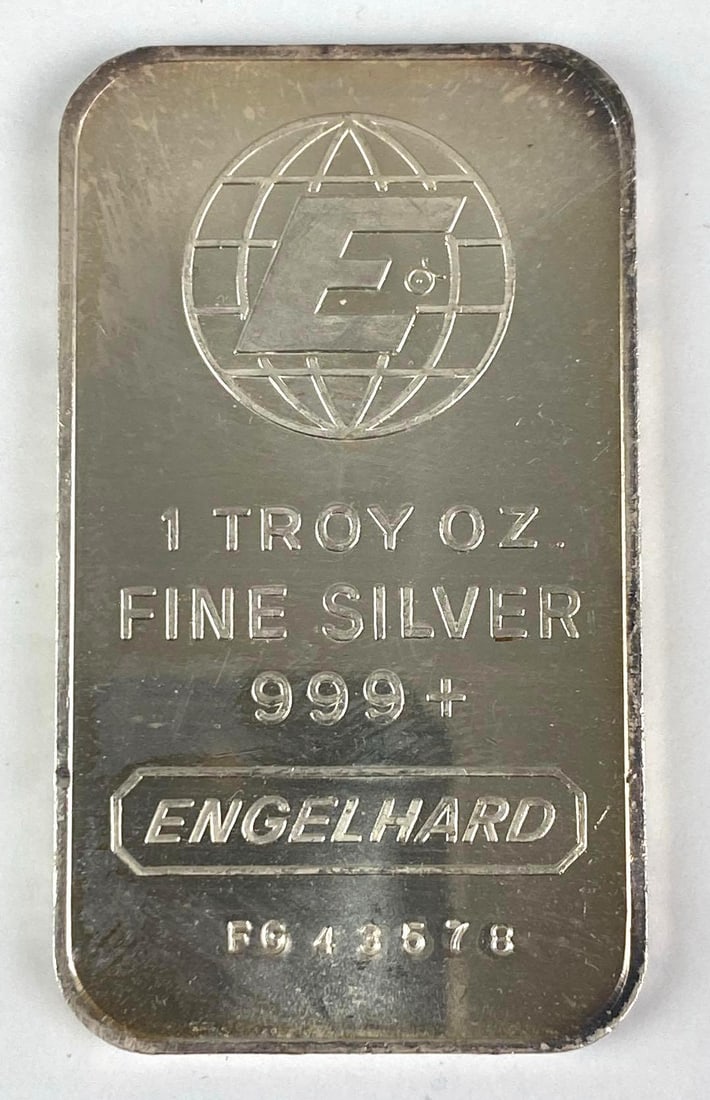 E
1 TROY OZ.
FINE SILVER
999+
ENGELHARD
FG 43578